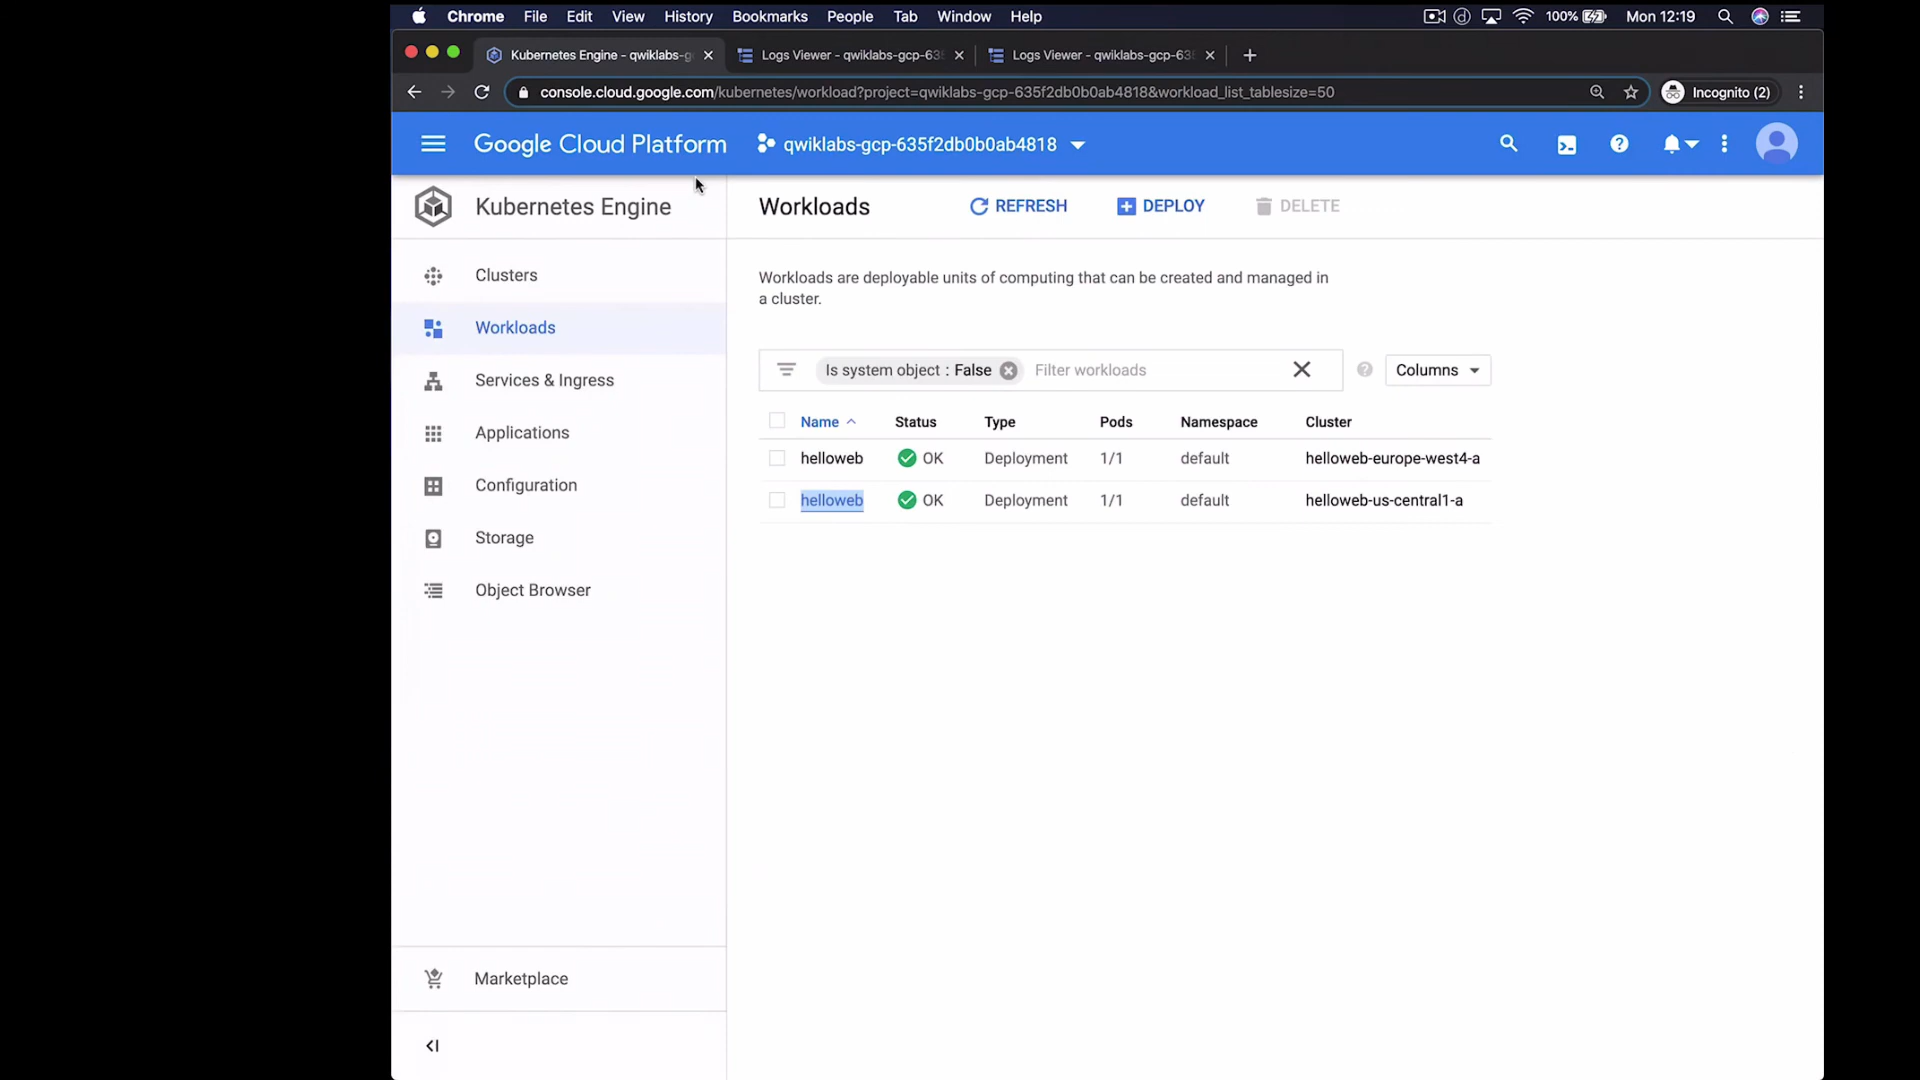 Chrome File Edit View History Bookmarks People Tab Window Help 100% Mon 12:19
Kubernetes Engine - qwiklabs-g Logs Viewer - qwiklabs-gcp-635 Logs Viewer - qwiklabs-gcp-635
console.cloud.google.com/kubernetes/workload?project=qwiklabs-gcp-635f2db0b0ab4818&workload_list_tablesize=50 Incognito (2)
Google Cloud Platform qwiklabs-gcp-635f2db0b0ab4818
Kubernetes Engine
Workloads REFRESH DEPLOY DELETE
Clusters
Workloads
Services & Ingress
Applications
Configuration
Storage
Object Browser
Marketplace
Workloads are deployable units of computing that can be created and managed in
a cluster.
Is system object : False Filter workloads Columns
Name Status Type Pods Namespace Cluster
helloweb OK Deployment 1/1 default helloweb-europe-west4-a
helloweb OK Deployment 1/1 default helloweb-us-central1-a